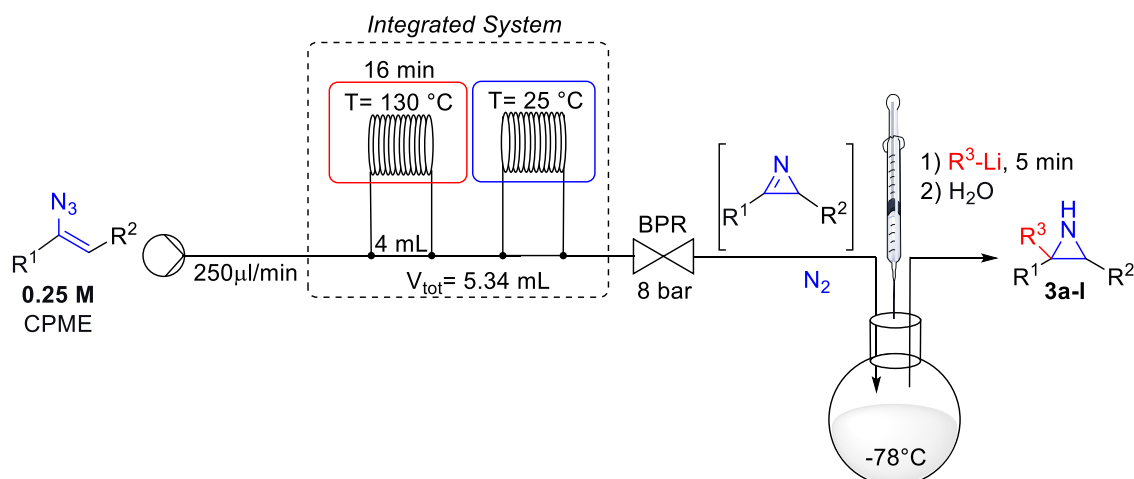 Integrated System
16 min
T= 130 °C
T= 25 °C
N3
R1
R2
0.25 M
CPME
250µl/min
4 mL
Vtot= 5.34 mL
BPR
8 bar
N
R1
R2
N2
1) R3-Li, 5 min
2) H2O
-78°C
H
N
R3
R1
R2
3a-l